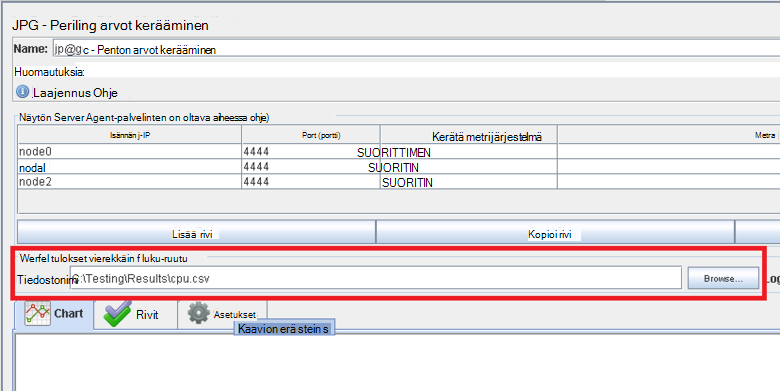 JPG - Periling arvot kerääminen
Name: jp@gc - Penton arvot kerääminen
Huomautuksia:
Laajennus Ohje
Näytön Server Agent-palvelinten on oltava aiheessa ohje)
Isännän j-IP Port (portti) Kerätä metrijärjestelmä Metra
node0 4444 SUORITTIMEN
nodal 4444 SUORITIN
node2 4444 SUORITIN
Lisää rivi Kopioi rivi
Werfel tulokset vierekkäin f luku-ruutu
Tiedostonimi C:\Testing\Results\cpu.csv Browse... Log
Chart Rivit Asetukset
Kaavion erä stein s